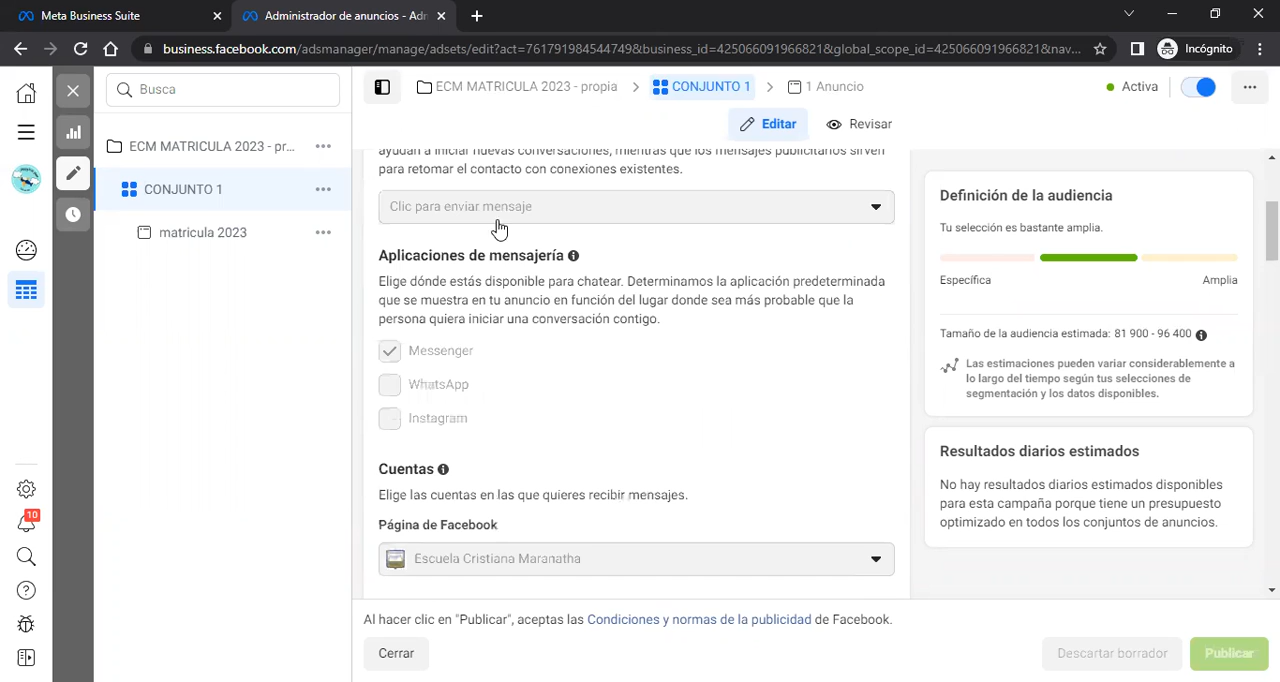 Meta Business Suite
Administrador de anuncios - Adr
business.facebook.com/adsmanager/manage/adsets/edit?act=761791984544749&business_id=425066091966821&global_scope_id=425066091966821&nav...
Incógnito
Busca
ECM MATRICULA 2023 - propia
CONJUNTO 1
1 Anuncio
Activa
Editar
Revisar
ECM MATRICULA 2023 - pr...
CONJUNTO 1
matricula 2023
10
ayudan a iniciar nuevas conversaciones, mientras que los mensajes publicitarios sirven
para retomar el contacto con conexiones existentes.
Clic para enviar mensaje
Aplicaciones de mensajería
Elige dónde estás disponible para chatear. Determinamos la aplicación predeterminada
que se muestra en tu anuncio en función del lugar donde sea más probable que la
persona quiera iniciar una conversación contigo.
Messenger
WhatsApp
Instagram
Cuentas
Elige las cuentas en las que quieres recibir mensajes.
Página de Facebook
Escuela Cristiana Maranatha
Definición de la audiencia
Tu selección es bastante amplia.
Específica
Amplia
Tamaño de la audiencia estimada: 81 900 - 96 400
Las estimaciones pueden variar considerablemente a
lo largo del tiempo según tus selecciones de
segmentación y los datos disponibles.
Resultados diarios estimados
No hay resultados diarios estimados disponibles
para esta campaña porque tiene un presupuesto
optimizado en todos los conjuntos de anuncios.
Al hacer clic en "Publicar", aceptas las Condiciones y normas de la publicidad de Facebook.
Cerrar
Descartar borrador
Publicar